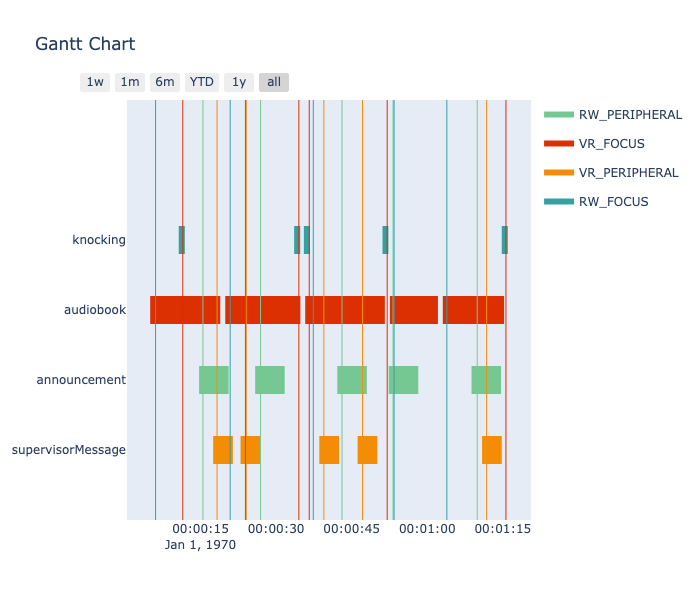 Gantt Chart
1w 1m 6m YTD 1y all
RW_PERIPHERAL
VR_FOCUS
VR_PERIPHERAL
RW_FOCUS
knocking
audiobook
announcement
supervisorMessage
00:00:15 00:00:30 00:00:45 00:01:00 00:01:15
Jan 1, 1970